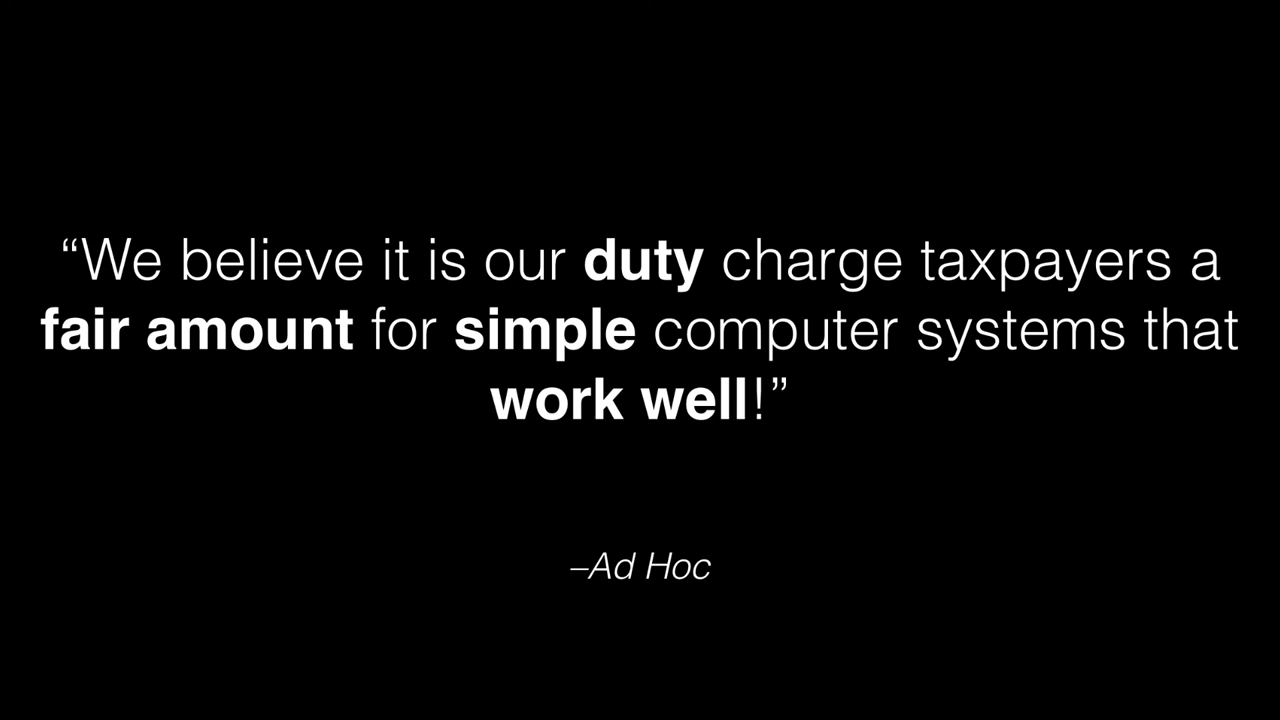 “We believe it is our duty charge taxpayers a
fair amount for simple computer systems that
work well!”
–Ad Hoc